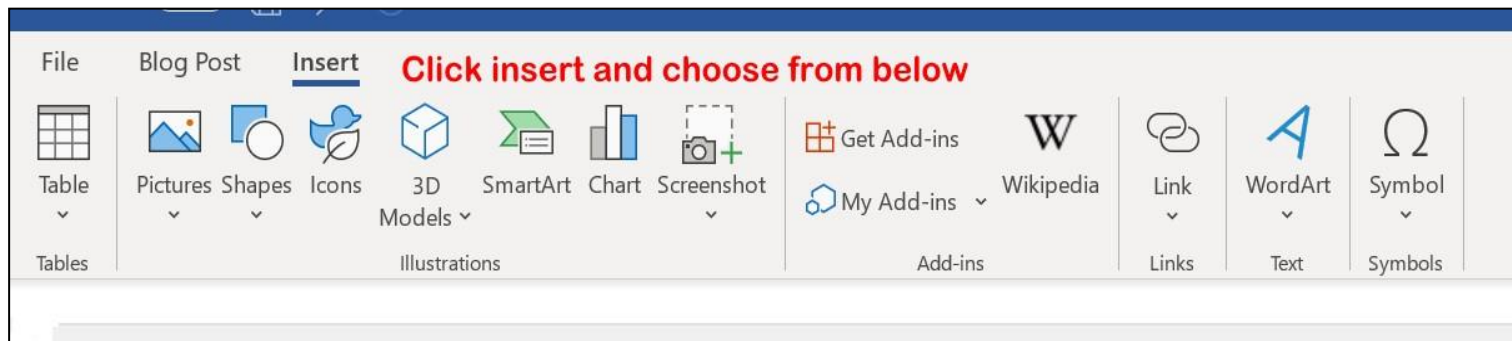 File Blog Post Insert Click insert and choose from below
Table Pictures Shapes Icons 3D Models SmartArt Chart Screenshot Get Add-ins My Add-ins Wikipedia Link WordArt Symbol
Tables Illustrations Add-ins Links Text Symbols